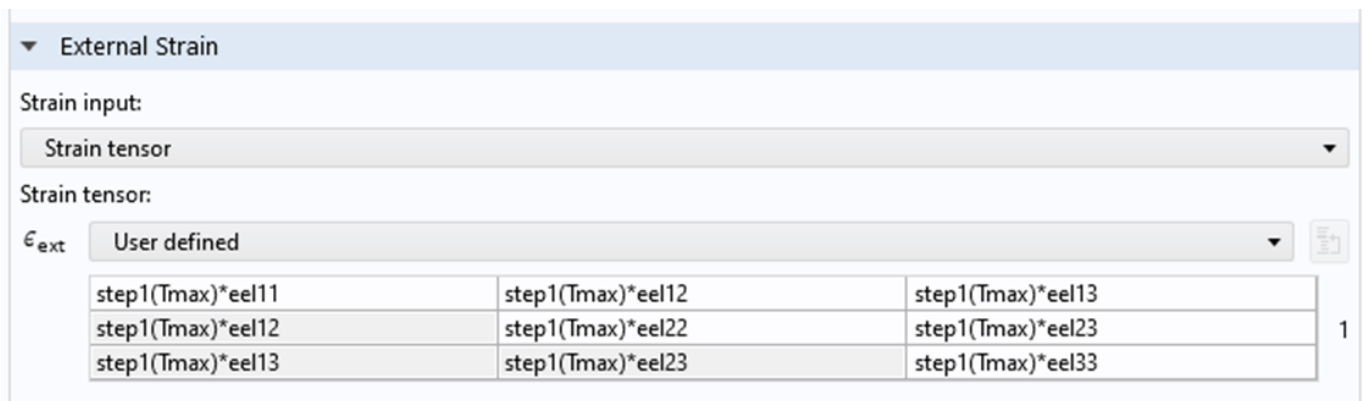 External Strain
Strain input:
Strain tensor
Strain tensor:
ϵext User defined
step1(Tmax)*eel11 step1(Tmax)*eel12 step1(Tmax)*eel13
step1(Tmax)*eel12 step1(Tmax)*eel22 step1(Tmax)*eel23 1
step1(Tmax)*eel13 step1(Tmax)*eel23 step1(Tmax)*eel33